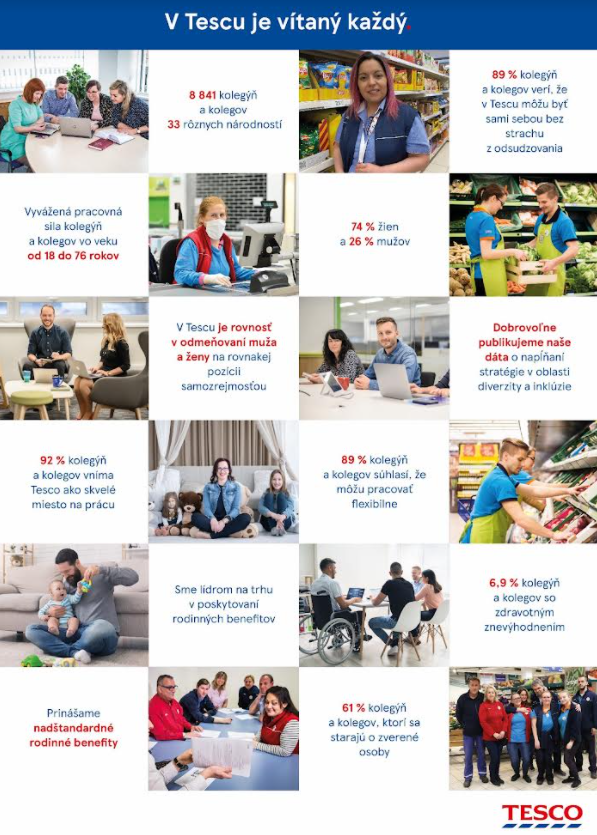 V Tescu je vítaný každý.
8 841 kolegýň
a kolegov
33 rôznych národností
89 % kolegýň
a kolegov verí, že
v Tescu môžu byť
sami sebou bez
strachu
z odsudzovania
Vyvážená pracovná
sila kolegýň
a kolegov vo veku
od 18 do 76 rokov
74 % žien
a 26 % mužov
V Tescu je rovnosť
v odmeňovaní muža
a ženy na rovnakej
pozícii
samozrejmosťou
Dobrovoľne
publikujeme naše
dáta o napĺňaní
stratégie v oblasti
diverzity a inklúzie
92 % kolegýň
a kolegov vníma
Tesco ako skvelé
miesto na prácu
89 % kolegýň
a kolegov súhlasí, že
môžu pracovať
flexibilne
Sme lídrom na trhu
v poskytovaní
rodinných benefitov
6,9 % kolegýň
a kolegov so
zdravotným
znevýhodnením
Prinášame
nadštandardné
rodinné benefity
61 % kolegýň
a kolegov, ktorí sa
starajú o zverené
osoby
TESCO